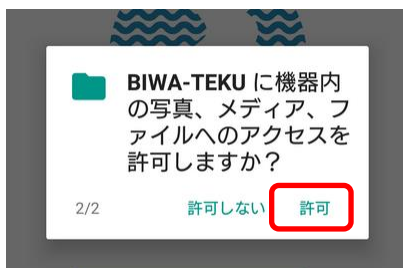 BIWA-TEKU に機器内
の写真、メディア、フ
ァイルへのアクセスを
許可しますか？
2/2 許可しない 許可